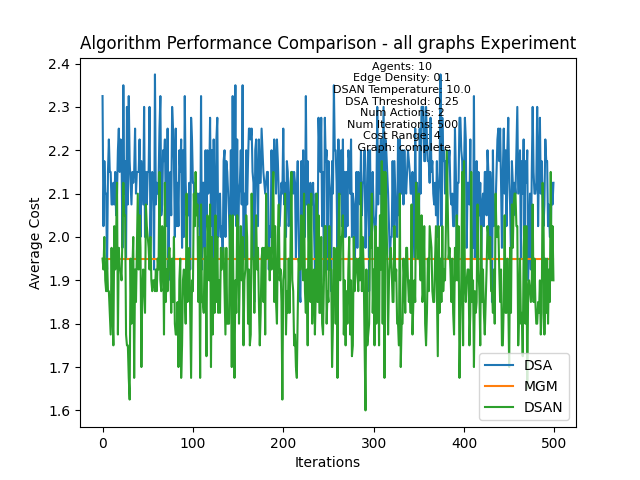 Algorithm Performance Comparison - all graphs Experiment
Agents: 10
Edge Density: 0.1
DSAN Temperature: 10.0
DSA Threshold: 0.25
Num Actions: 2
Num Iterations: 500
Cost Range: 4
Graph: complete
Average Cost
2.4
2.3
2.2
2.1
2.0
1.9
1.8
1.7
1.6
DSA
MGM
DSAN
0 100 200 300 400 500
Iterations